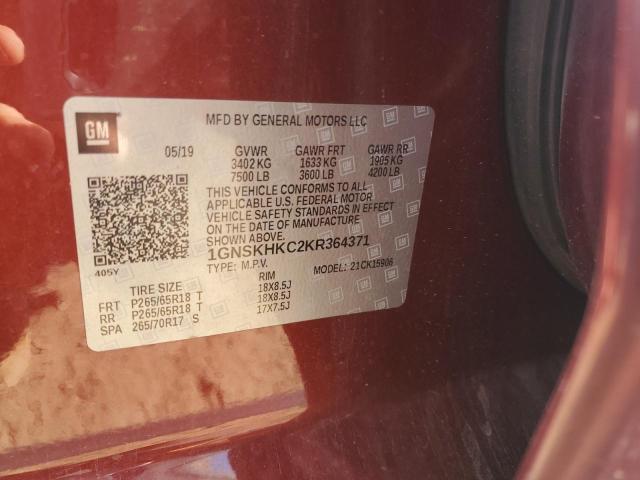 MFD BY GENERAL MOTORS LLC
GM
05/19 GVWR GAWR FRT GAWR RR
3402 KG 1633 KG 1905 KG
7500 LB 3600 LB 4200 LB
THIS VEHICLE CONFORMS TO ALL
APPLICABLE U.S. FEDERAL MOTOR
VEHICLE SAFETY STANDARDS IN EFFECT
ON THE DATE OF MANUFACTURE
SHOWN ABOVE.
1GNSKHKC2KR364371
405Y
TYPE: M.P.V. MODEL: 21CK15906
TIRE SIZE RIM
FRT P265/65R18 T 18X8.5J
RR P265/65R18 T 18X8.5J
SPA 265/70R17 S 17X7.5J